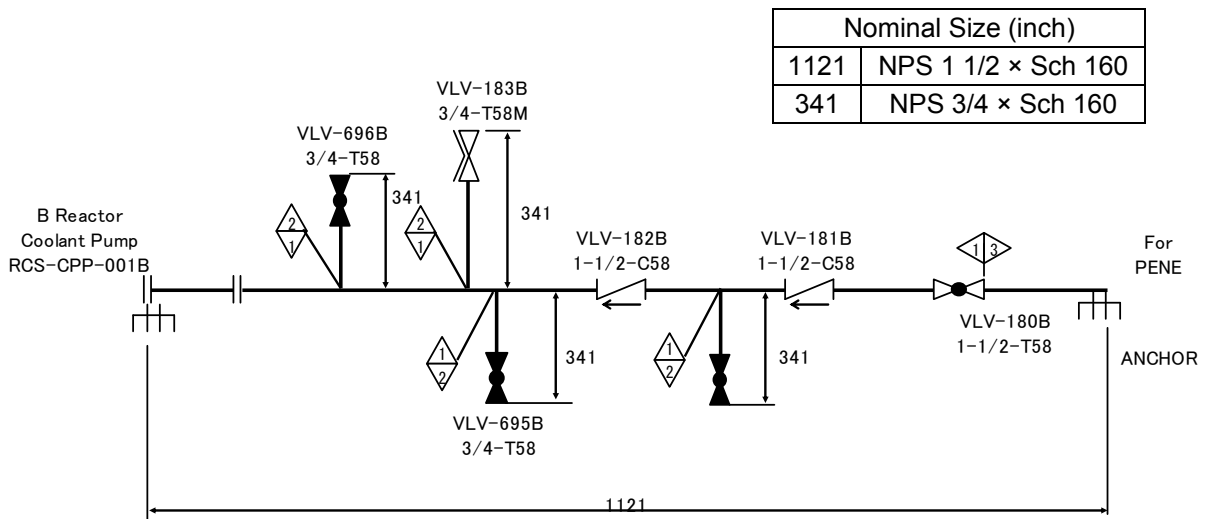 Nominal Size (inch)
1121 NPS 1 1/2 × Sch 160
341 NPS 3/4 × Sch 160
VLV-183B
3/4-T58M
VLV-696B
3/4-T58
341
2
1
2
1
341
B Reactor
Coolant Pump
RCS-CPP-001B
VLV-182B
1-1/2-C58
VLV-181B
1-1/2-C58
1 3
For
PENE
VLV-180B
1-1/2-T58
ANCHOR
1
2
341
1
2
341
VLV-695B
3/4-T58
1121